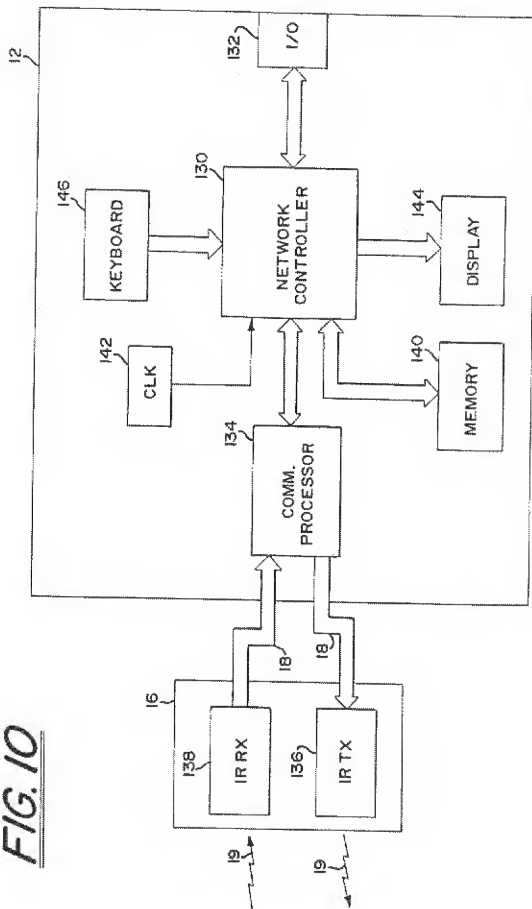 FIG. 10
12
16
138
IR RX
136
IR TX
19
19
18
18
134
COMM.
PROCESSOR
142
CLK
146
KEYBOARD
130
NETWORK
CONTROLLER
132
I/O
140
MEMORY
144
DISPLAY